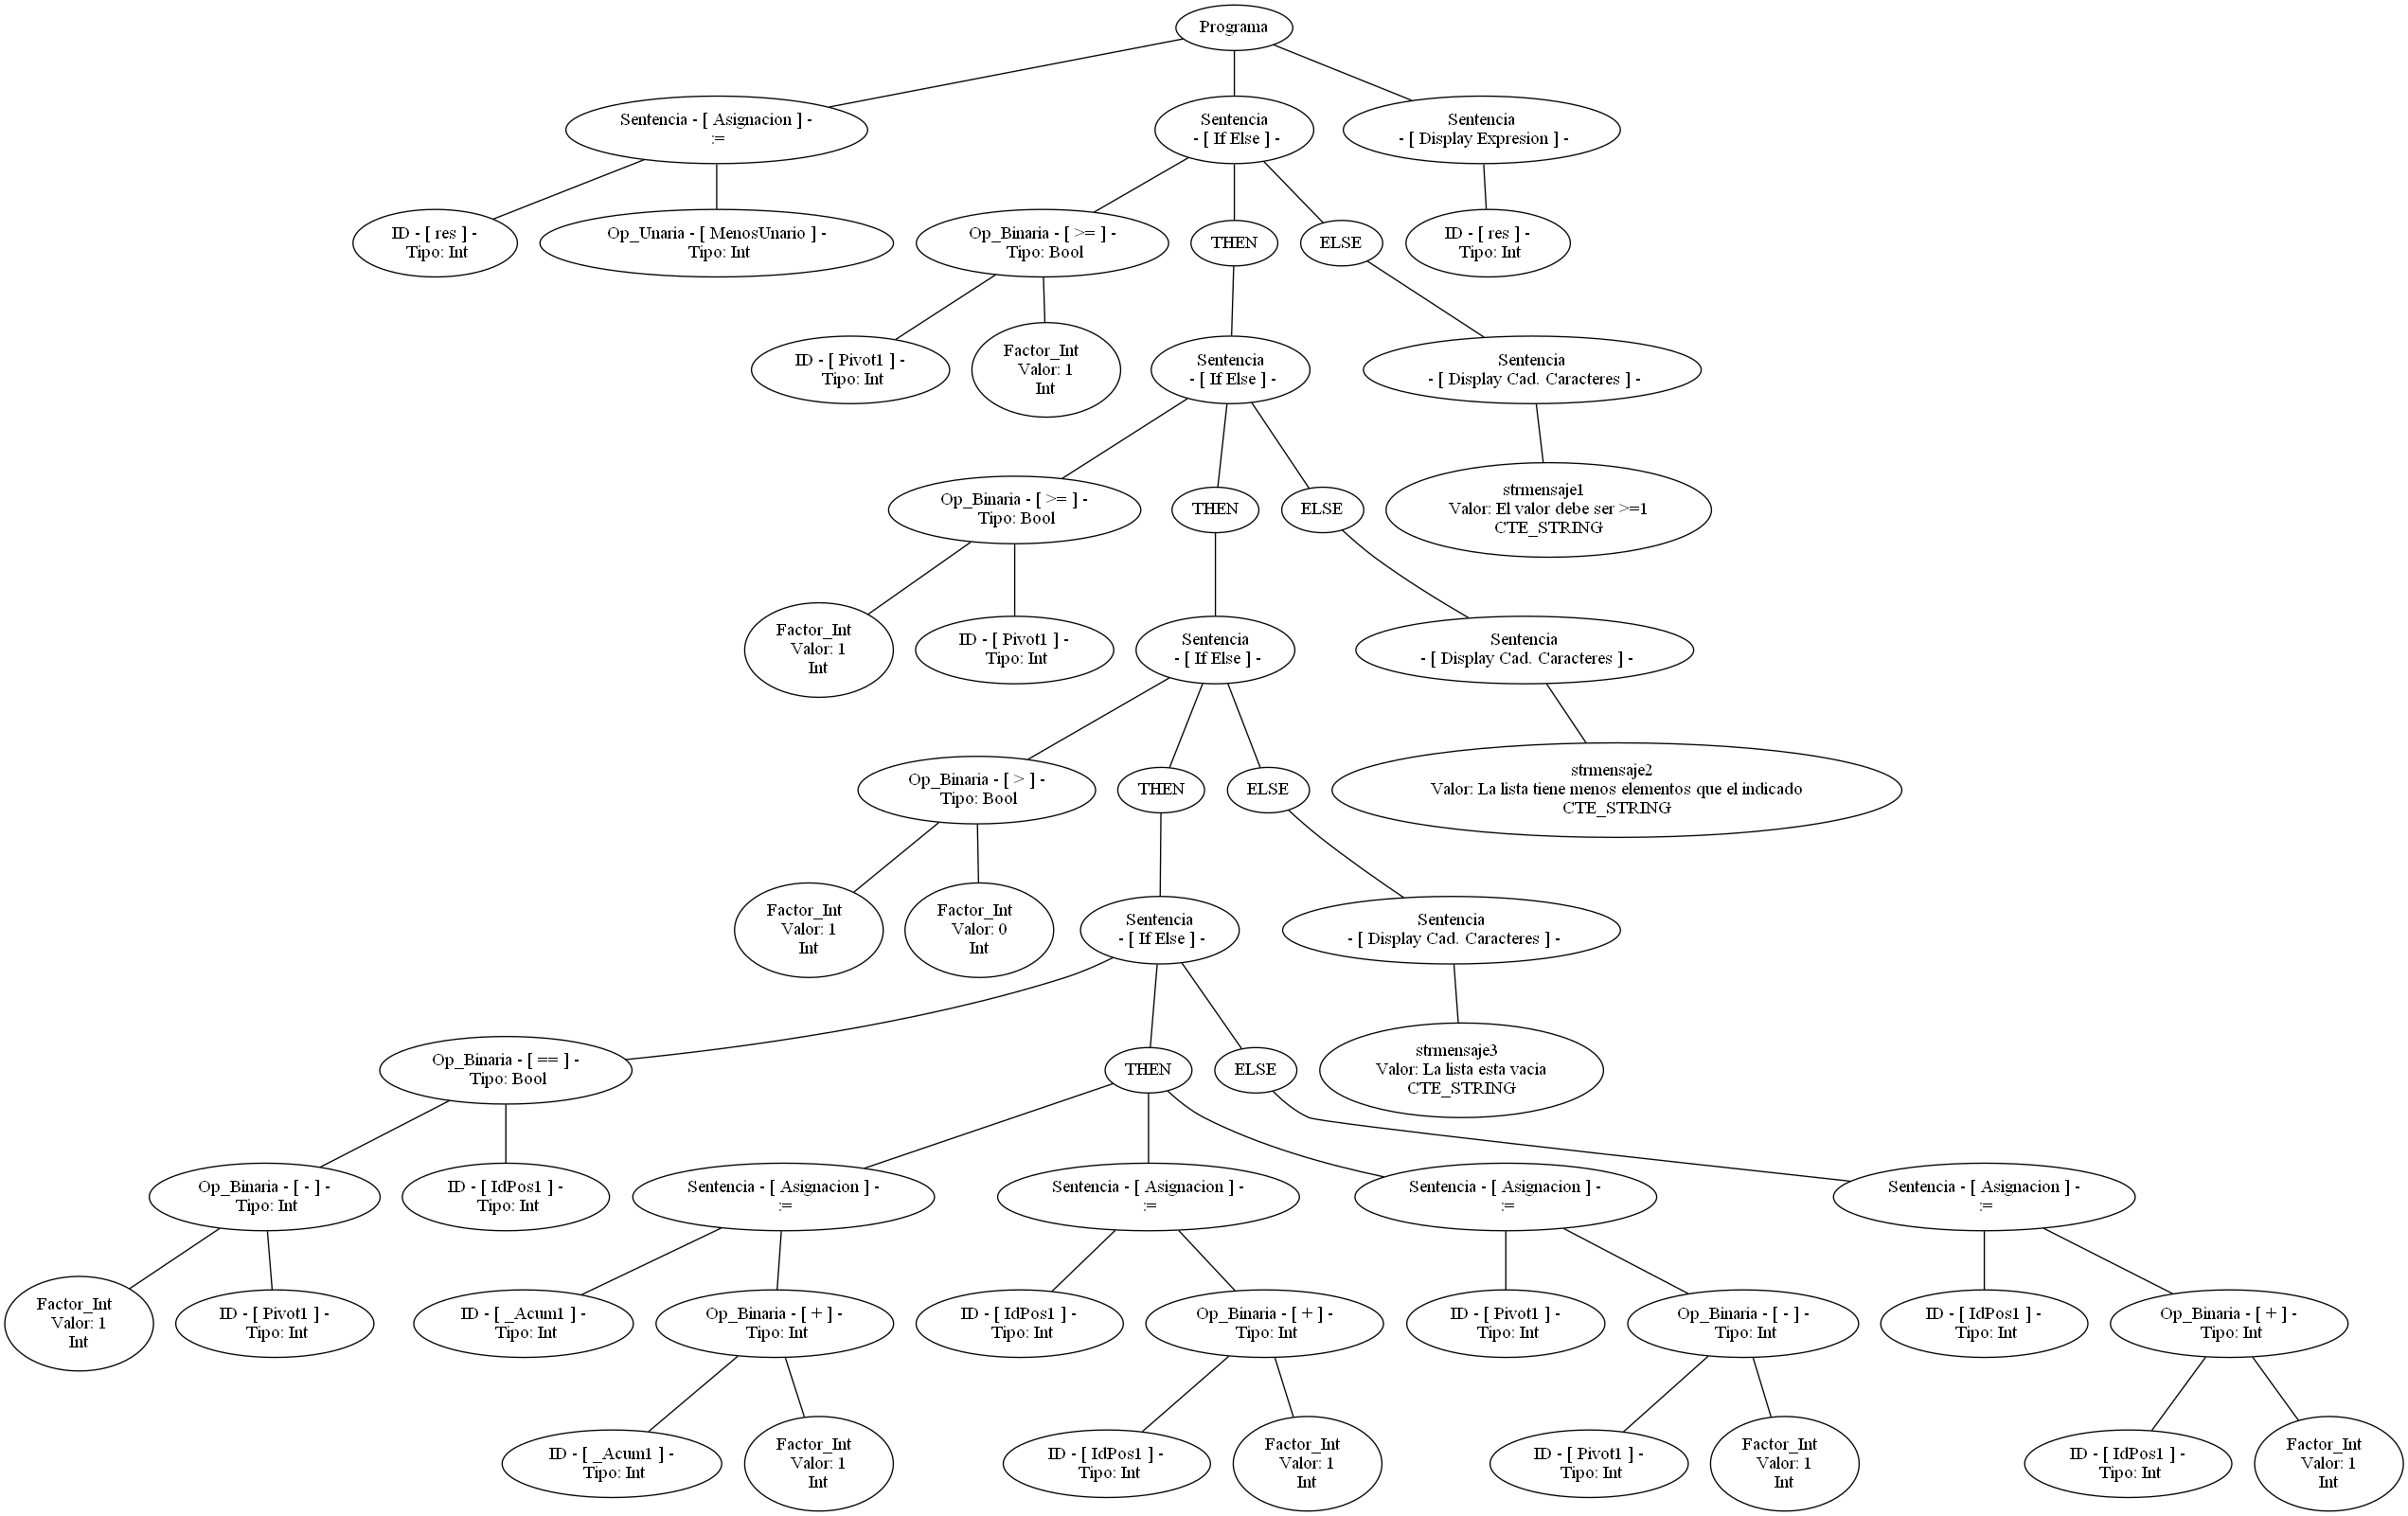 Programa
Sentencia - [ Asignacion ] -
:=
Sentencia
- [ If Else ] -
Sentencia
- [ Display Expresion ] -
ID - [ res ] -
Tipo: Int
Op_Unaria - [ MenosUnario ] -
Tipo: Int
Op_Binaria - [ >= ] -
Tipo: Bool
THEN
ELSE
ID - [ res ] -
Tipo: Int
ID - [ Pivot1 ] -
Tipo: Int
Factor_Int
Valor: 1
Int
Sentencia
- [ If Else ] -
Sentencia
- [ Display Cad. Caracteres ] -
Op_Binaria - [ >= ] -
Tipo: Bool
THEN
ELSE
strmensaje1
Valor: El valor debe ser >=1
CTE_STRING
Factor_Int
Valor: 1
Int
ID - [ Pivot1 ] -
Tipo: Int
Sentencia
- [ If Else ] -
Sentencia
- [ Display Cad. Caracteres ] -
Op_Binaria - [ > ] -
Tipo: Bool
THEN
ELSE
strmensaje2
Valor: La lista tiene menos elementos que el indicado
CTE_STRING
Factor_Int
Valor: 1
Int
Factor_Int
Valor: 0
Int
Sentencia
- [ If Else ] -
Sentencia
- [ Display Cad. Caracteres ] -
Op_Binaria - [ == ] -
Tipo: Bool
THEN
ELSE
strmensaje3
Valor: La lista esta vacia
CTE_STRING
Op_Binaria - [ - ] -
Tipo: Int
ID - [ IdPos1 ] -
Tipo: Int
Sentencia - [ Asignacion ] -
:=
Sentencia - [ Asignacion ] -
:=
Sentencia - [ Asignacion ] -
:=
Sentencia - [ Asignacion ] -
:=
Factor_Int
Valor: 1
Int
ID - [ Pivot1 ] -
Tipo: Int
ID - [ _Acum1 ] -
Tipo: Int
Op_Binaria - [ + ] -
Tipo: Int
ID - [ IdPos1 ] -
Tipo: Int
Op_Binaria - [ + ] -
Tipo: Int
ID - [ Pivot1 ] -
Tipo: Int
Op_Binaria - [ - ] -
Tipo: Int
ID - [ IdPos1 ] -
Tipo: Int
Op_Binaria - [ + ] -
Tipo: Int
ID - [ _Acum1 ] -
Tipo: Int
Factor_Int
Valor: 1
Int
ID - [ IdPos1 ] -
Tipo: Int
Factor_Int
Valor: 1
Int
ID - [ Pivot1 ] -
Tipo: Int
Factor_Int
Valor: 1
Int
ID - [ IdPos1 ] -
Tipo: Int
Factor_Int
Valor: 1
Int